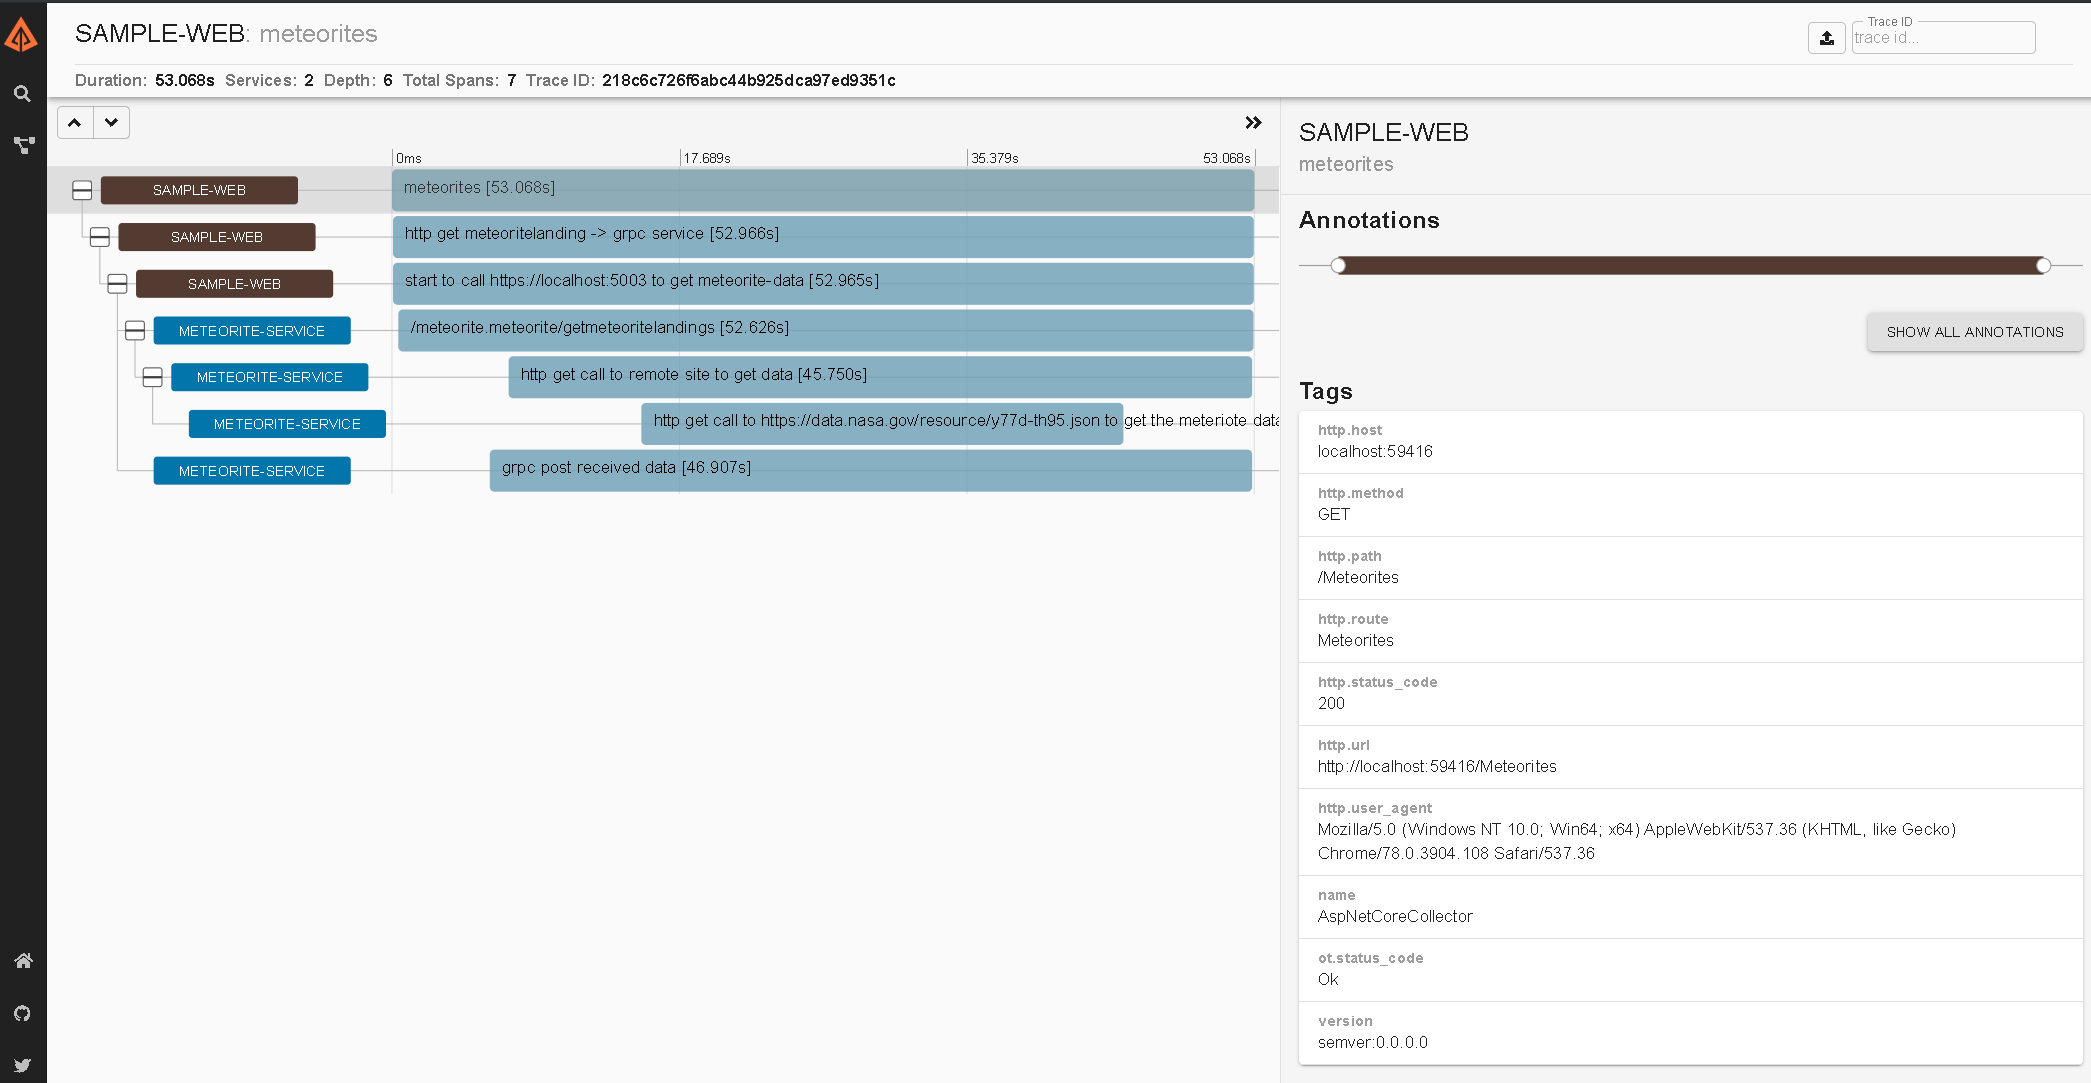 SAMPLE-WEB: meteorites
Trace ID
trace id...
Duration: 53.068s Services: 2 Depth: 6 Total Spans: 7 Trace ID: 218c6c726f6abc44b925dca97ed9351c
0ms 17.689s 35.379s 53.068s
SAMPLE-WEB meteorites [53.068s]
SAMPLE-WEB http get meteoritelanding -> grpc service [52.966s]
SAMPLE-WEB start to call https://localhost:5003 to get meteorite-data [52.965s]
METEORITE-SERVICE /meteorite.meteorite/getmeteoritelandings [52.626s]
METEORITE-SERVICE http get call to remote site to get data [45.750s]
METEORITE-SERVICE http get call to https://data.nasa.gov/resource/y77d-th95.json to get the meteriote data
METEORITE-SERVICE grpc post received data [46.907s]
SAMPLE-WEB
meteorites
Annotations
SHOW ALL ANNOTATIONS
Tags
http.host
localhost:59416
http.method
GET
http.path
/Meteorites
http.route
Meteorites
http.status_code
200
http.url
http://localhost:59416/Meteorites
http.user_agent
Mozilla/5.0 (Windows NT 10.0; Win64; x64) AppleWebKit/537.36 (KHTML, like Gecko)
Chrome/78.0.3904.108 Safari/537.36
name
AspNetCoreCollector
ot.status_code
Ok
version
semver:0.0.0.0